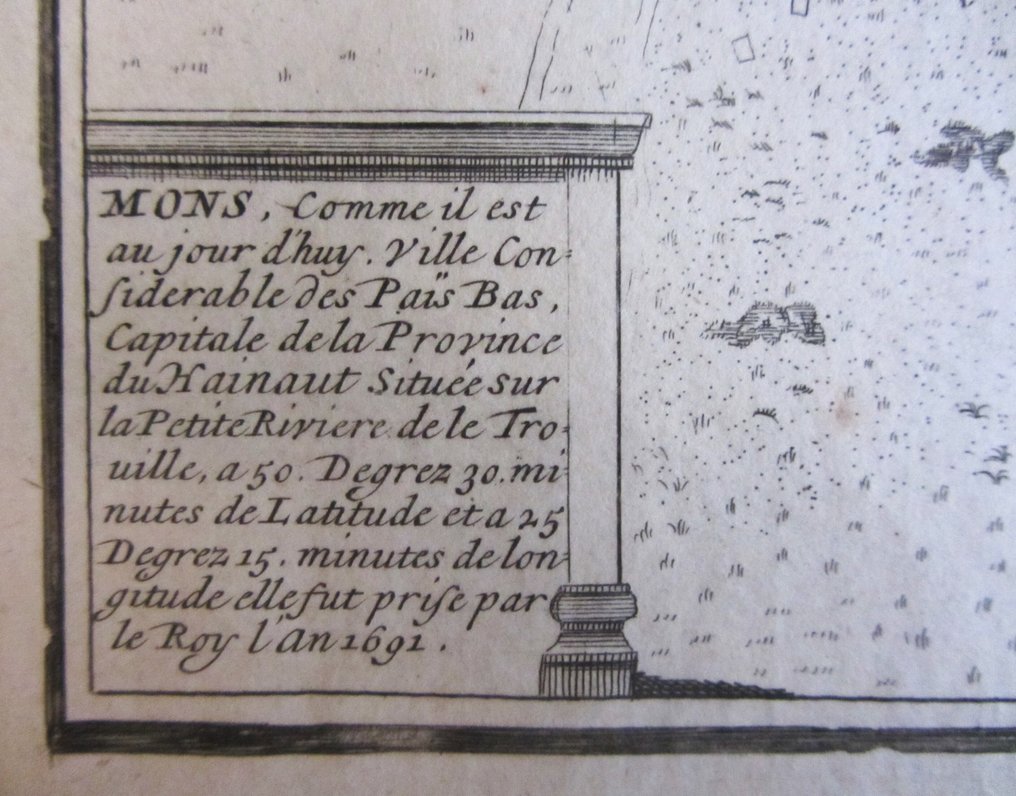 MONS, Comme il est
au jour d'huy. Ville Con-
ſiderable des Païs Bas,
Capitale de la Province
du Hainaut Située sur
la Petite Riviere de le Tro-
uille, a 50. Degrez 30. mi-
nutes de Latitude et a 25
Degrez 15. minutes de lon-
gitude elle fut priſe par
le Roy l'An 1691.